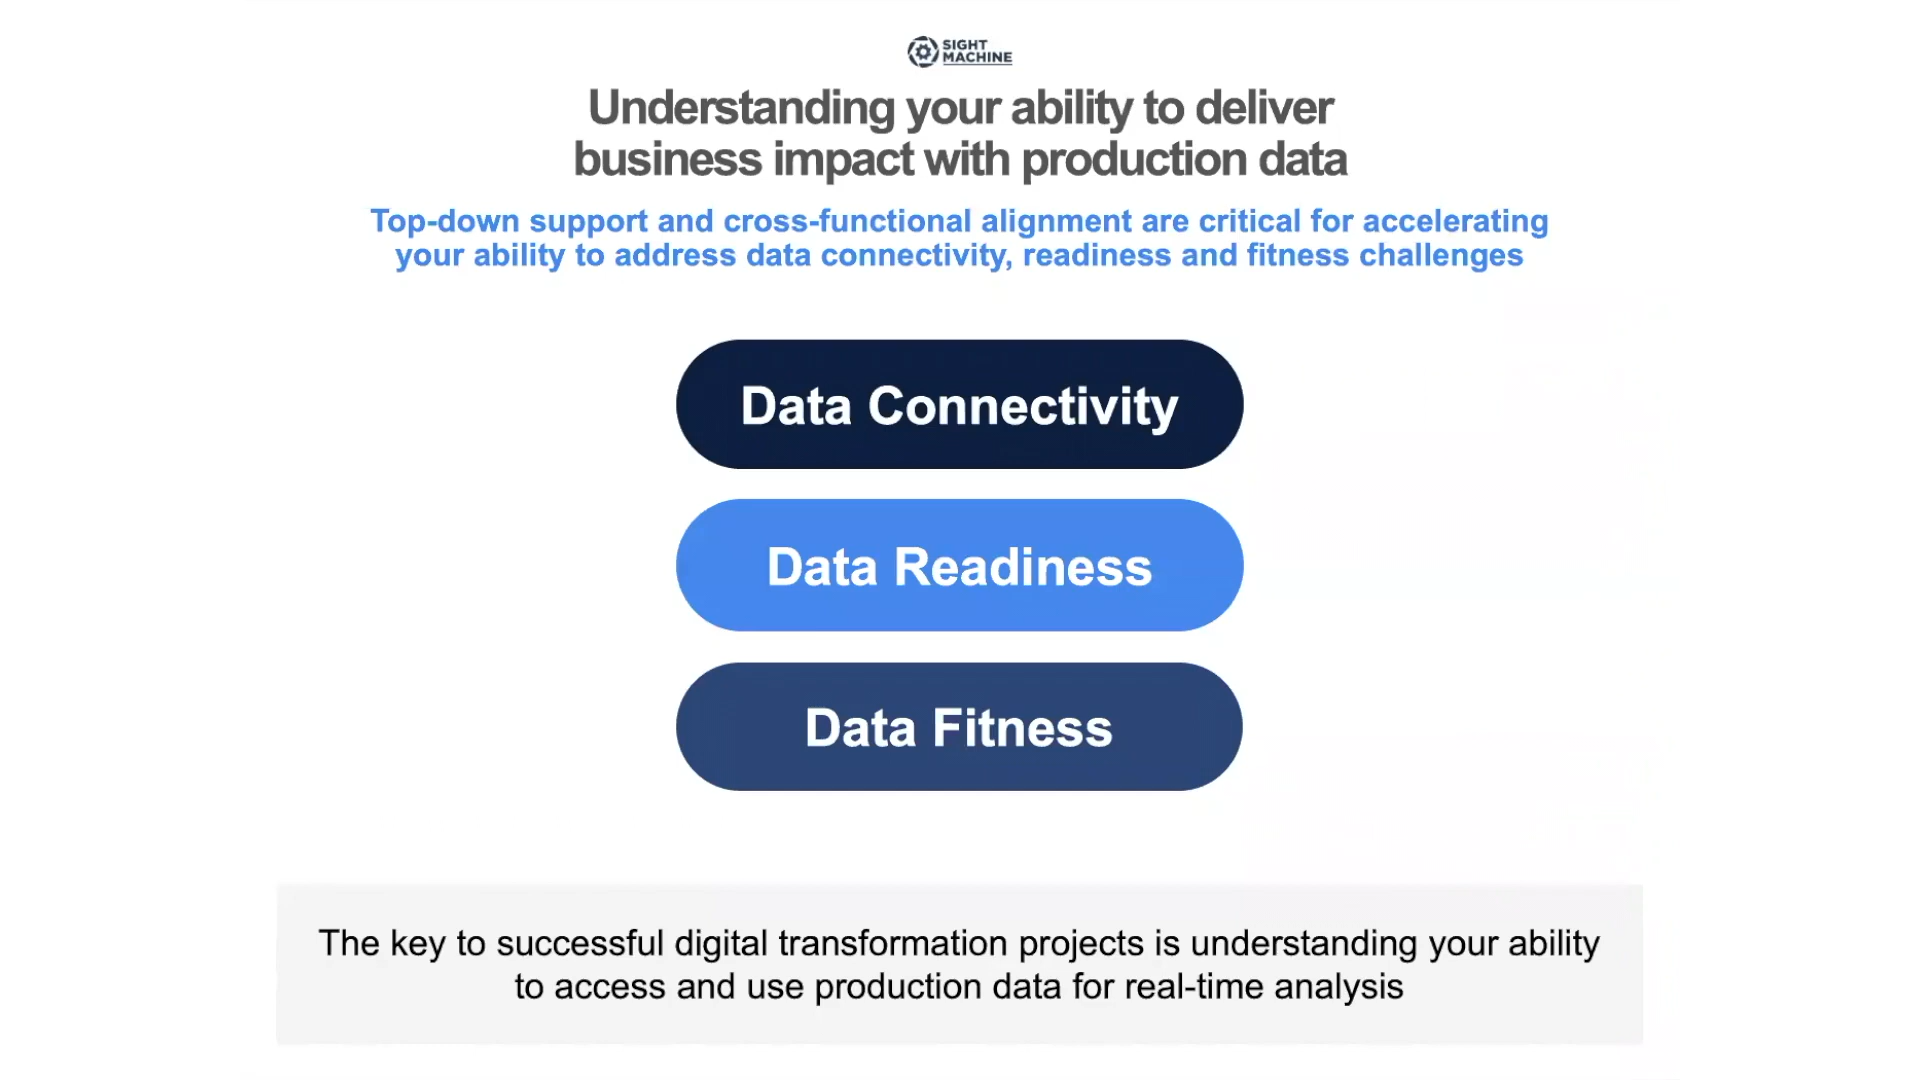 SIGHT
MACHINE
Understanding your ability to deliver
business impact with production data
Top-down support and cross-functional alignment are critical for accelerating
your ability to address data connectivity, readiness and fitness challenges
Data Connectivity
Data Readiness
Data Fitness
The key to successful digital transformation projects is understanding your ability
to access and use production data for real-time analysis